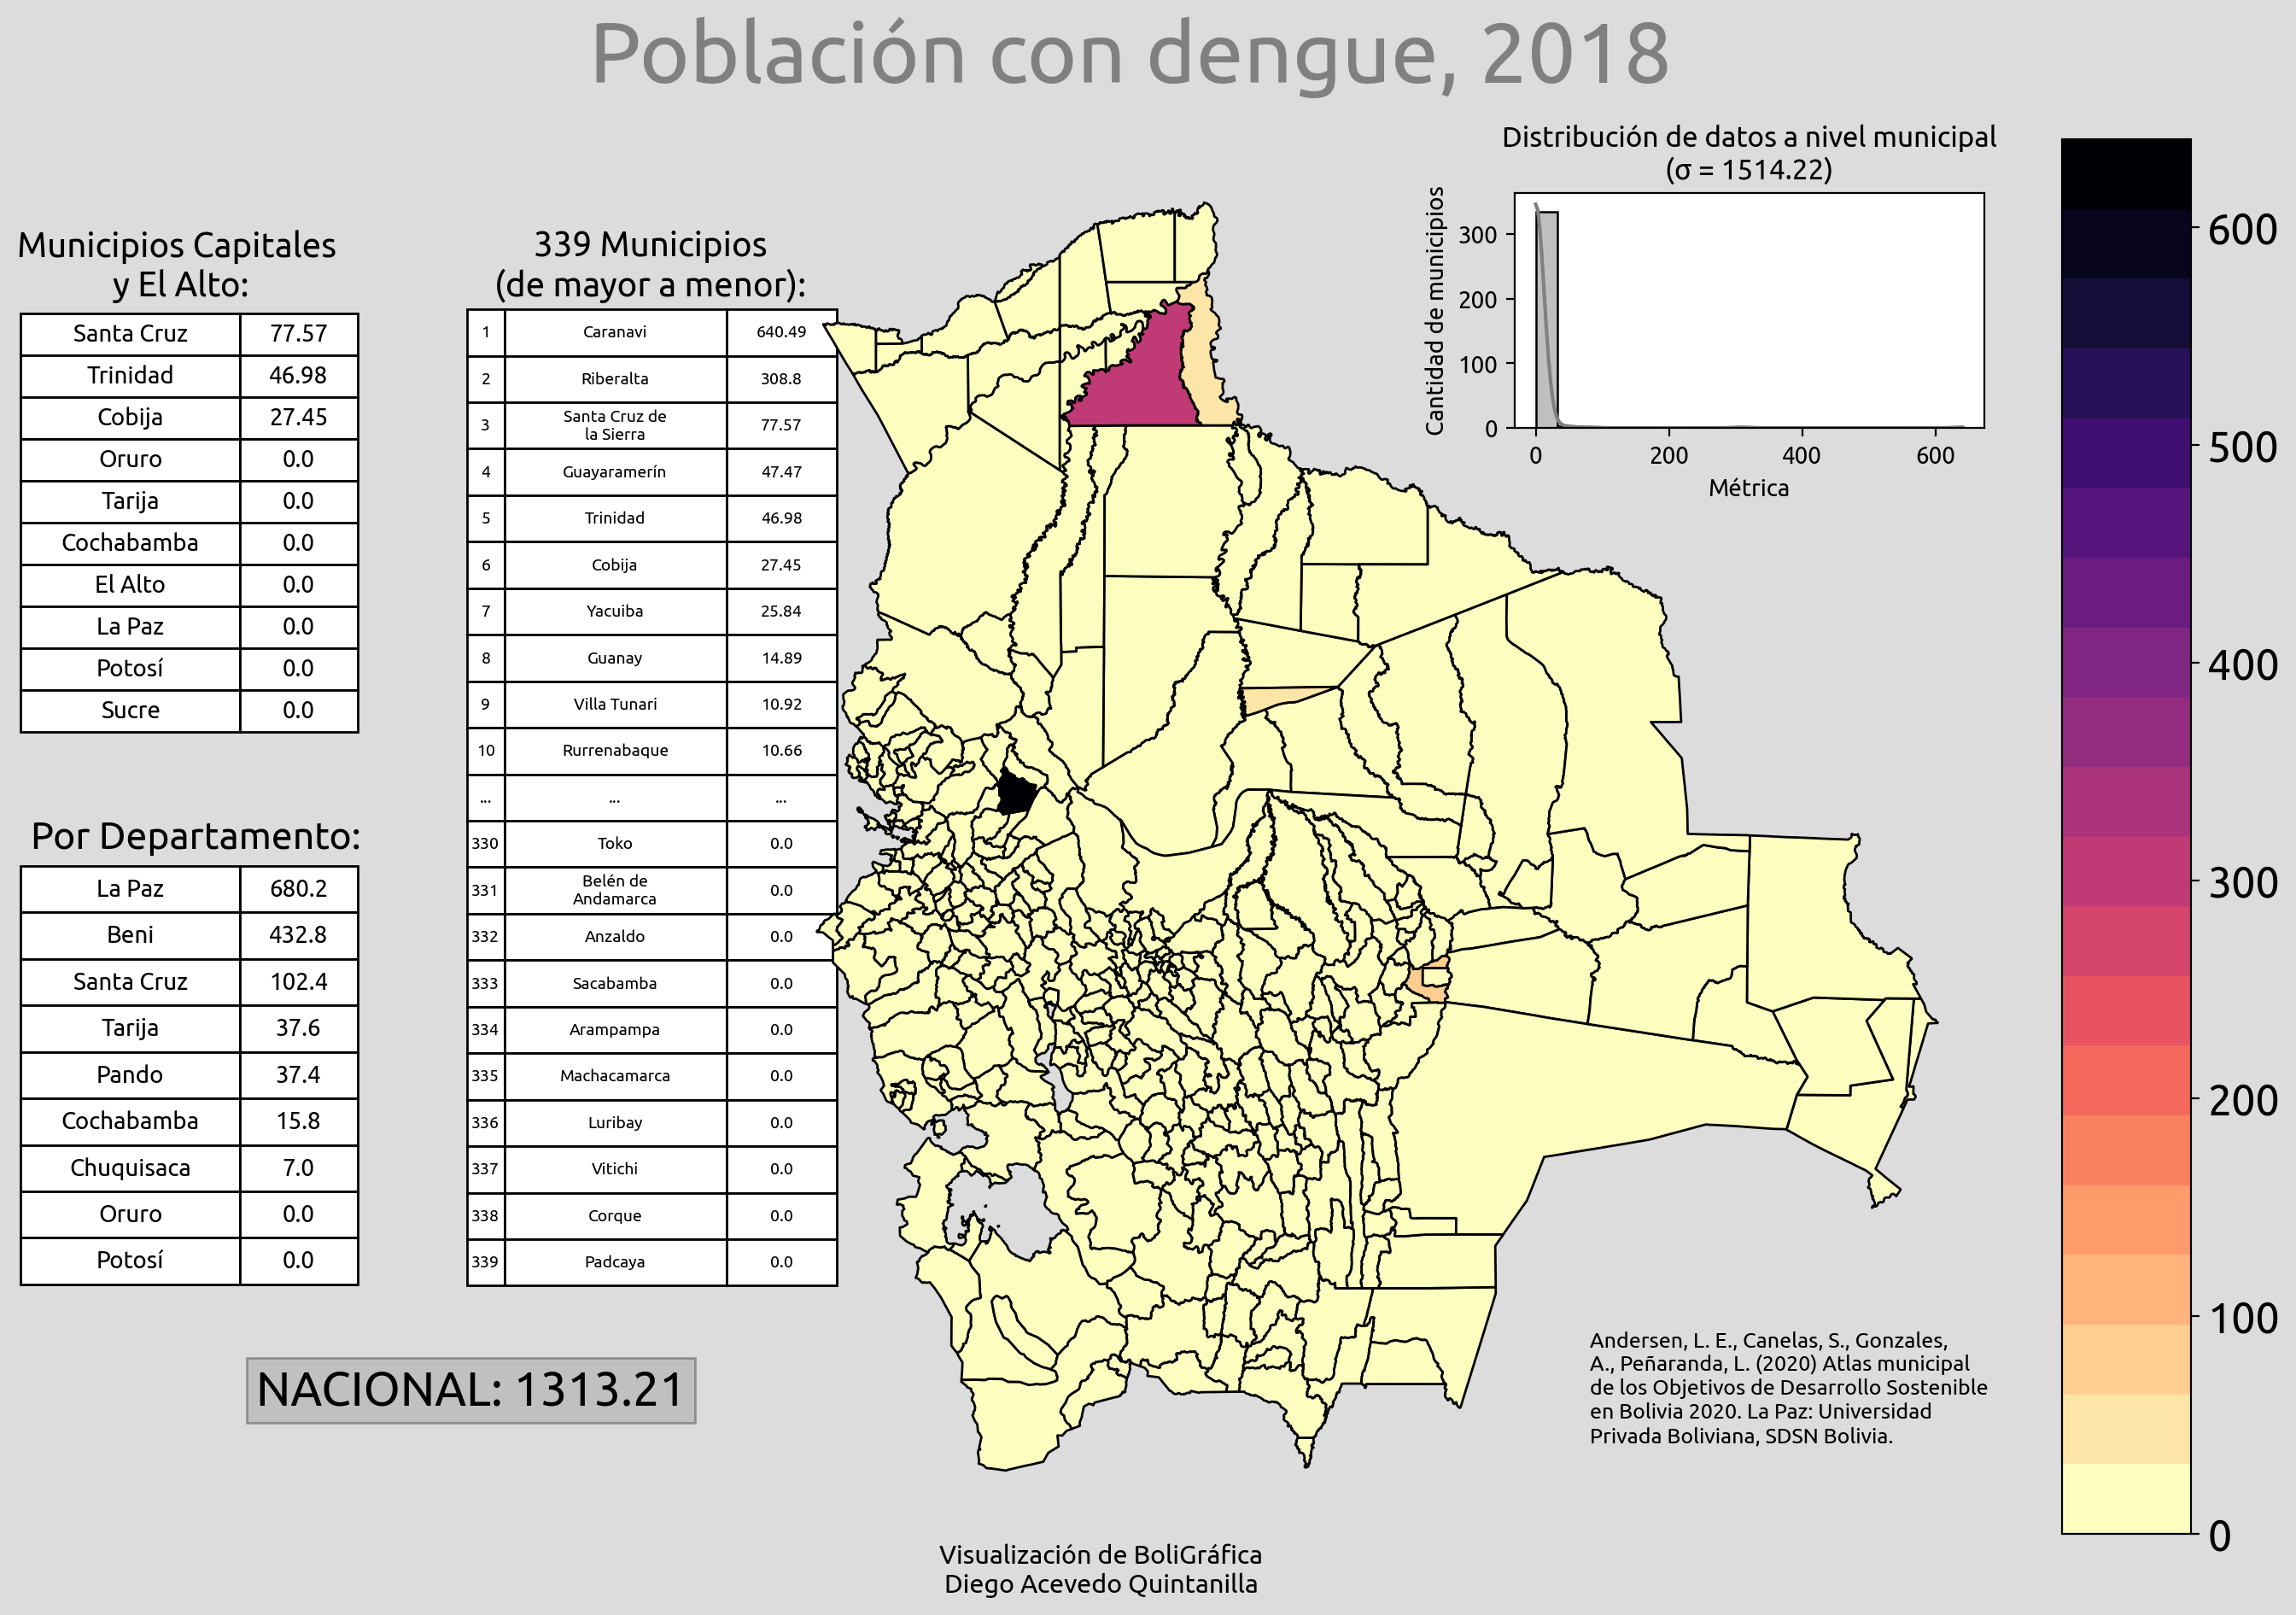 Población con dengue, 2018
Municipios Capitales
y El Alto:
Santa Cruz 77.57
Trinidad 46.98
Cobija 27.45
Oruro 0.0
Tarija 0.0
Cochabamba 0.0
El Alto 0.0
La Paz 0.0
Potosí 0.0
Sucre 0.0
Por Departamento:
La Paz 680.2
Beni 432.8
Santa Cruz 102.4
Tarija 37.6
Pando 37.4
Cochabamba 15.8
Chuquisaca 7.0
Oruro 0.0
Potosí 0.0
NACIONAL: 1313.21
339 Municipios
(de mayor a menor):
1 Caranavi 640.49
2 Riberalta 308.8
3 Santa Cruz de
la Sierra 77.57
4 Guayaramerín 47.47
5 Trinidad 46.98
6 Cobija 27.45
7 Yacuiba 25.84
8 Guanay 14.89
9 Villa Tunari 10.92
10 Rurrenabaque 10.66
... ... ...
330 Toko 0.0
331 Belén de
Andamarca 0.0
332 Anzaldo 0.0
333 Sacabamba 0.0
334 Arampampa 0.0
335 Machacamarca 0.0
336 Luribay 0.0
337 Vitichi 0.0
338 Corque 0.0
339 Padcaya 0.0
Distribución de datos a nivel municipal
(σ = 1514.22)
Cantidad de municipios
300
200
100
0
0 200 400 600
Métrica
600
500
400
300
200
100
0
Andersen, L. E., Canelas, S., Gonzales,
A., Peñaranda, L. (2020) Atlas municipal
de los Objetivos de Desarrollo Sostenible
en Bolivia 2020. La Paz: Universidad
Privada Boliviana, SDSN Bolivia.
Visualización de BoliGráfica
Diego Acevedo Quintanilla